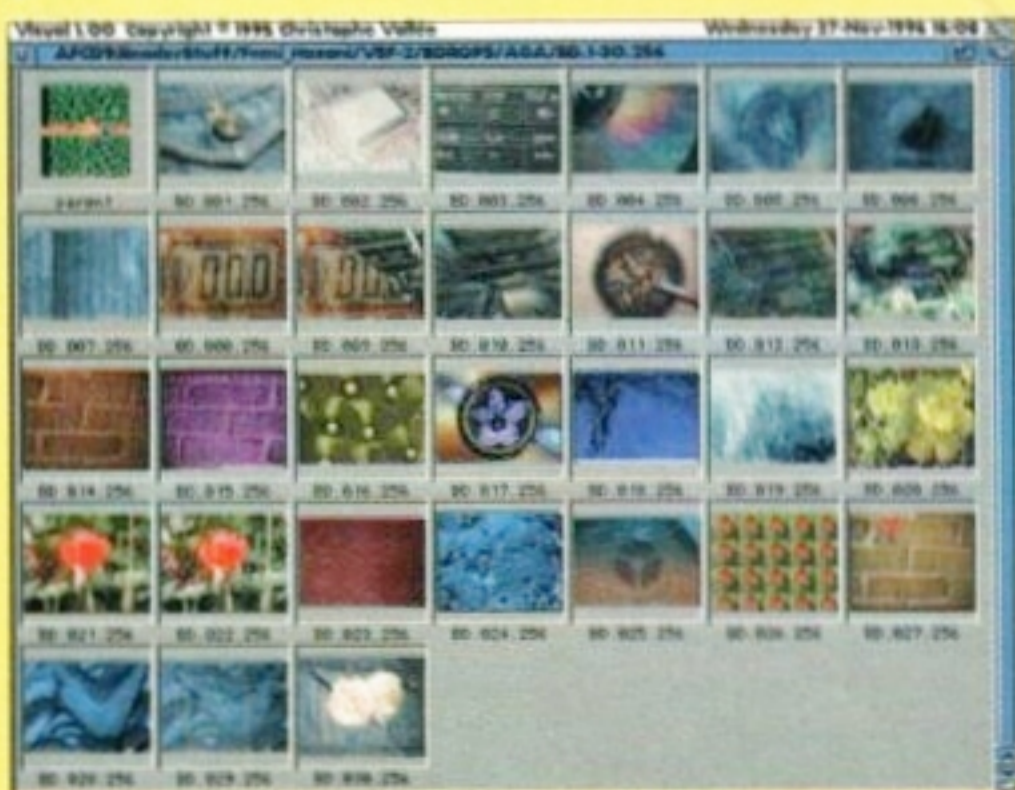 Visual 1.00 Copyright © 1995 Christophe Vallée Wednesday 27-Nov-1996 16:08
parent BD.001.256 BD.002.256 BD.003.256 BD.004.256 BD.005.256 BD.006.256
BD.007.256 BD.008.256 BD.009.256 BD.010.256 BD.011.256 BD.012.256 BD.013.256
BD.014.256 BD.015.256 BD.016.256 BD.017.256 BD.018.256 BD.019.256 BD.020.256
BD.021.256 BD.022.256 BD.023.256 BD.024.256 BD.025.256 BD.026.256 BD.027.256
BD.028.256 BD.029.256 BD.030.256